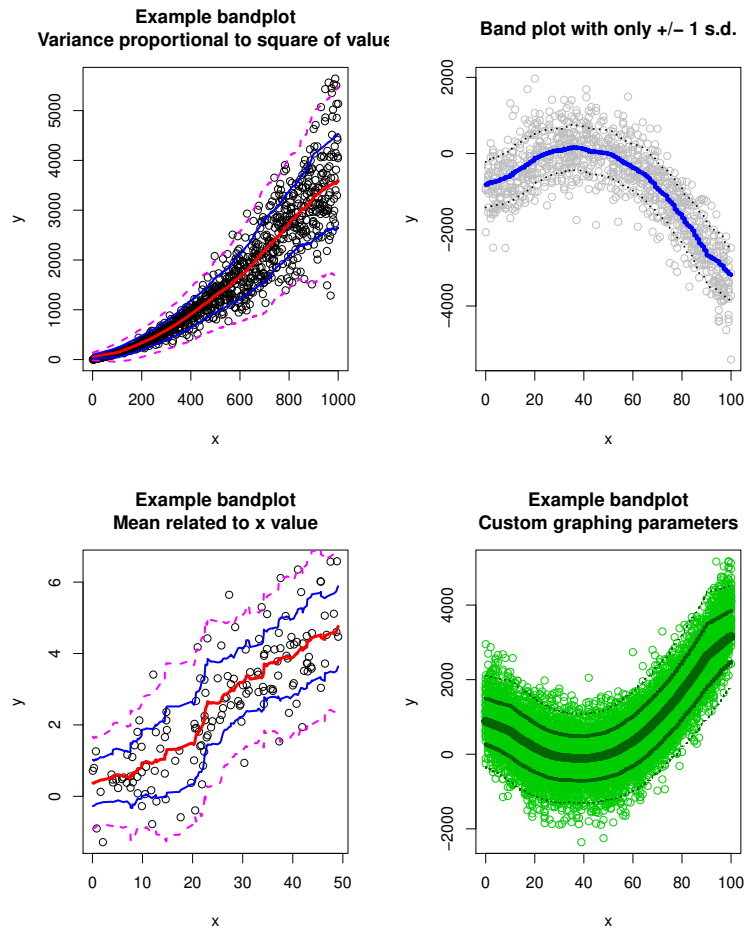 Example bandplot
Variance proportional to square of value
5000
4000
3000
2000
1000
0
y
0 200 400 600 800 1000
x
Band plot with only +/− 1 s.d.
2000
0
−2000
−4000
y
0 20 40 60 80 100
x
Example bandplot
Mean related to x value
6
4
2
0
y
0 10 20 30 40 50
x
Example bandplot
Custom graphing parameters
4000
2000
0
−2000
y
0 20 40 60 80 100
x